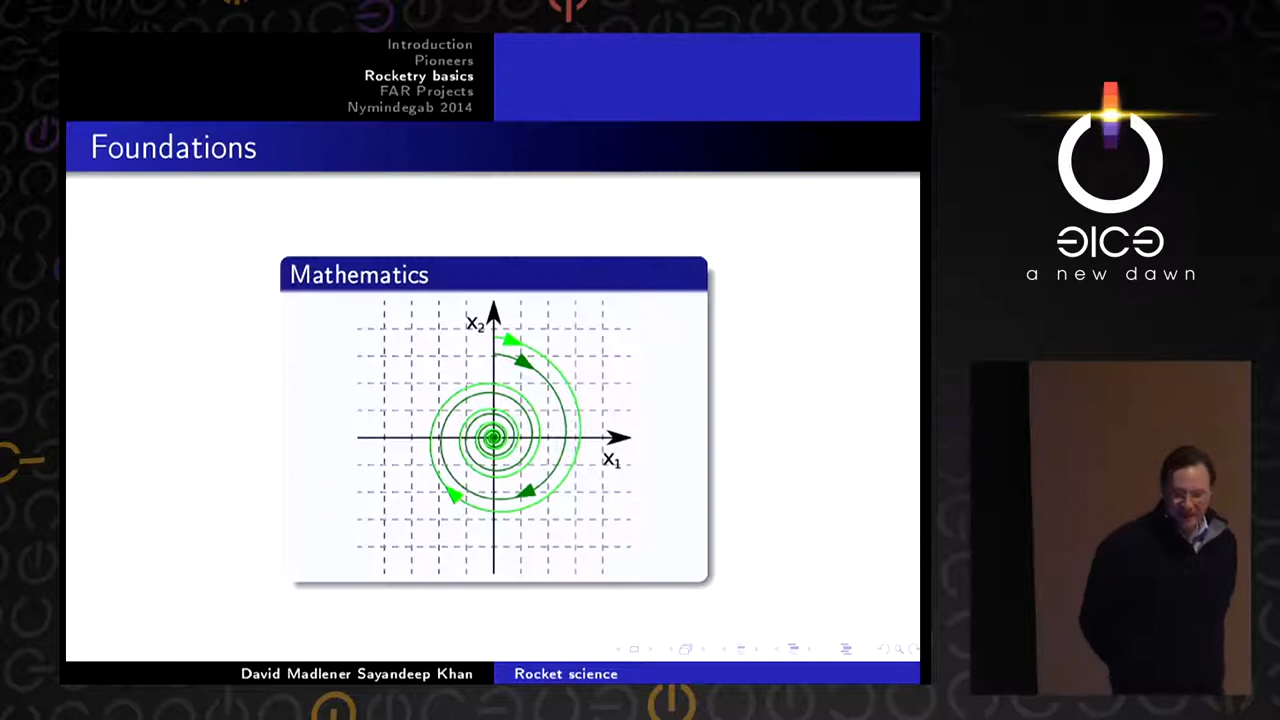 Introduction
Pioneers
Rocketry basics
FAR Projects
Nymindegab 2014
Foundations
Mathematics
x₂
x₁
David Madlener Sayandeep Khan
Rocket science
ЭICЭ
a new dawn